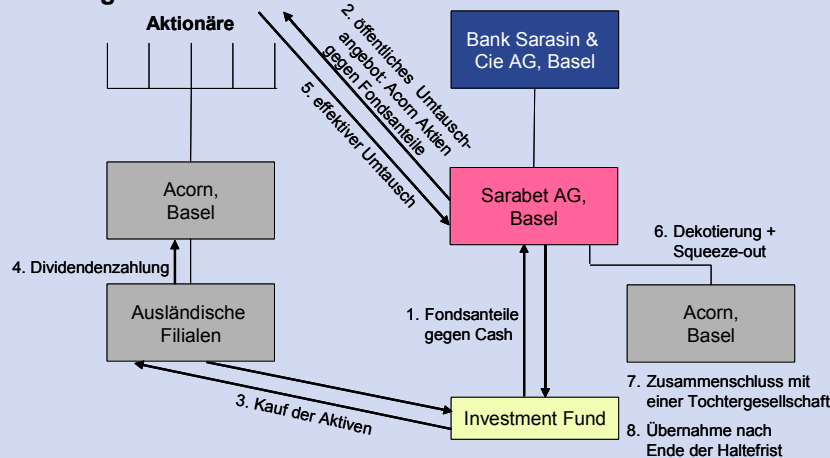 Aktionäre
2. öffentliches Umtausch-
angebot: Acorn Aktien
gegen Fondsanteile
5. effektiver Umtausch
Bank Sarasin &
Cie AG, Basel
Acorn,
Basel
Sarabet AG,
Basel
6. Dekotierung +
Squeeze-out
4. Dividendenzahlung
Ausländische
Filialen
1. Fondsanteile
gegen Cash
Acorn,
Basel
3. Kauf der Aktiven
Investment Fund
7. Zusammenschluss mit
einer Tochtergesellschaft
8. Übernahme nach
Ende der Haltefrist